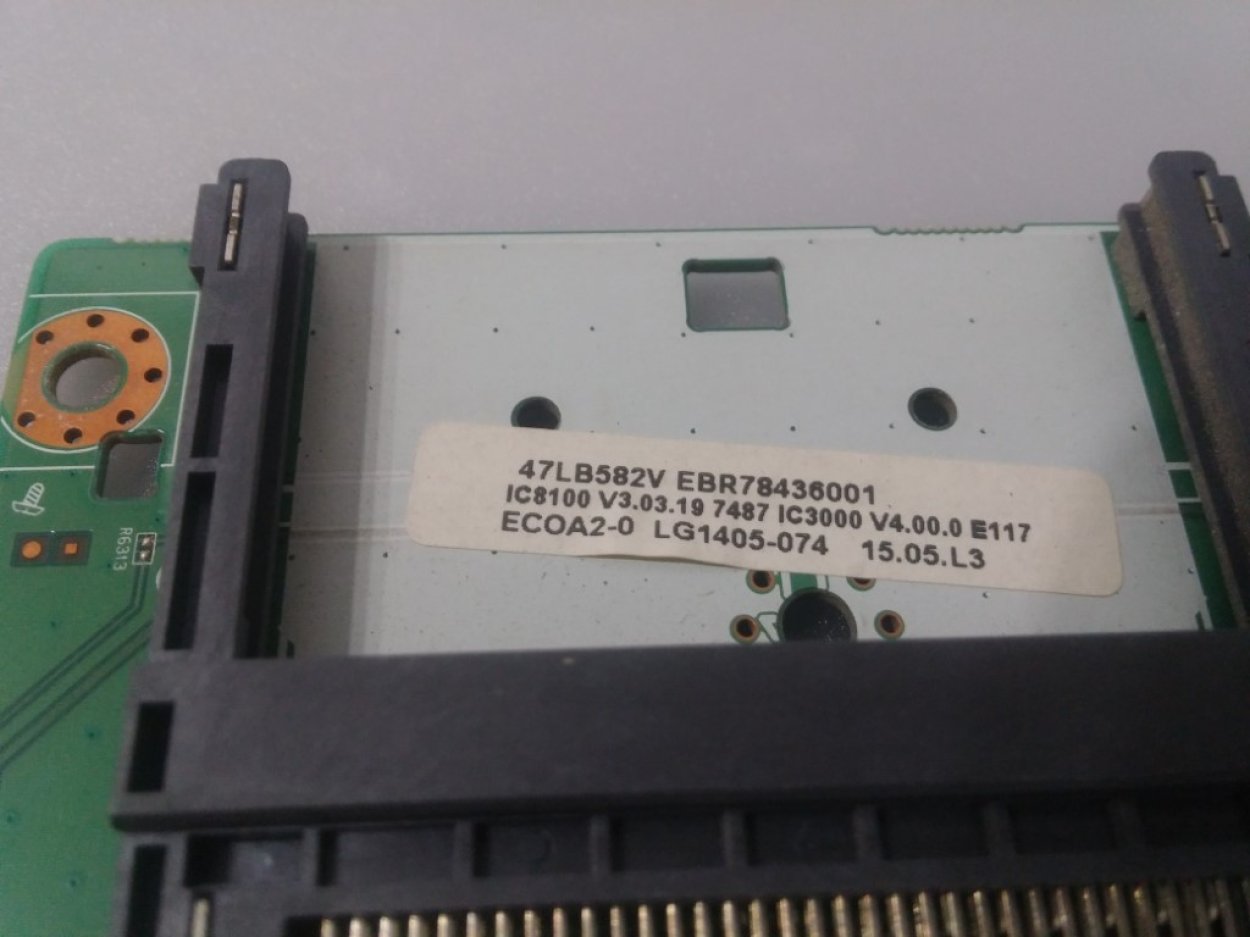 47LB582V EBR78436001
IC8100 V3.03.19 7487 IC3000 V4.00.0 E117
ECOA2-0 LG1405-074 15.05.L3
R6313